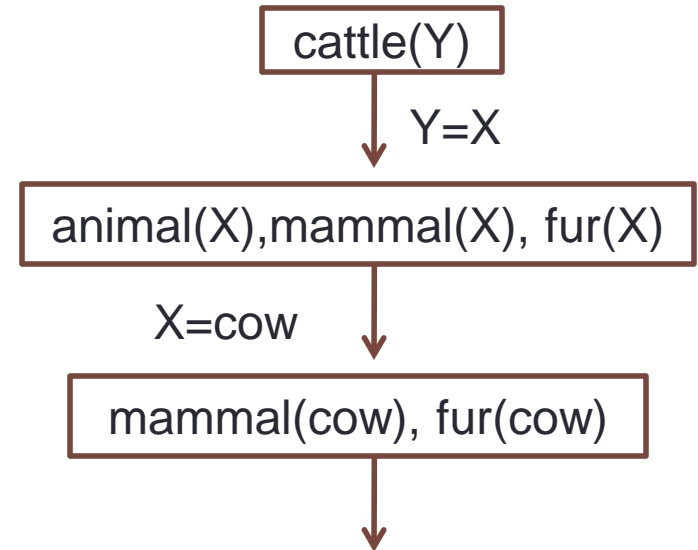 cattle(Y)
Y=X
animal(X),mammal(X), fur(X)
X=cow
mammal(cow), fur(cow)